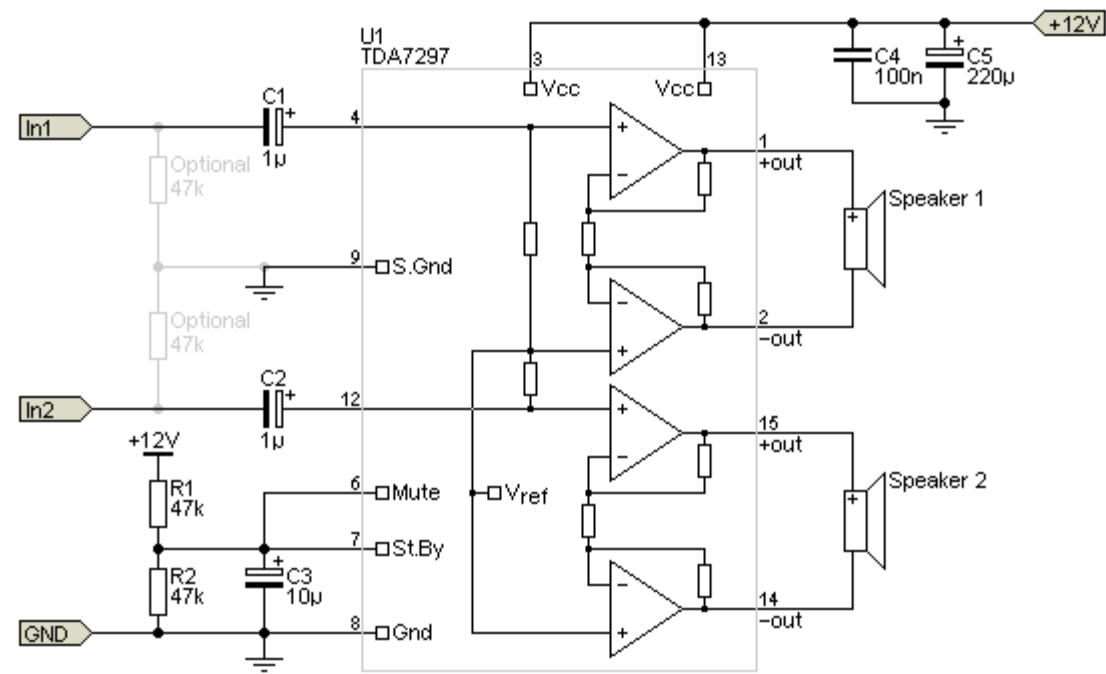 U1
TDA7297
+12V
3
13
Vcc
Vcc
C4
100n
C5
+
220µ
In1
C1
+
1µ
4
+
−
1
+out
Optional
47k
Speaker 1
+
9
S.Gnd
Optional
47k
−
+
2
−out
In2
C2
+
1µ
12
+
−
15
+out
+12V
R1
47k
6
Mute
Vref
Speaker 2
+
7
St.By
R2
47k
+
C3
10µ
−
+
14
−out
GND
8
Gnd